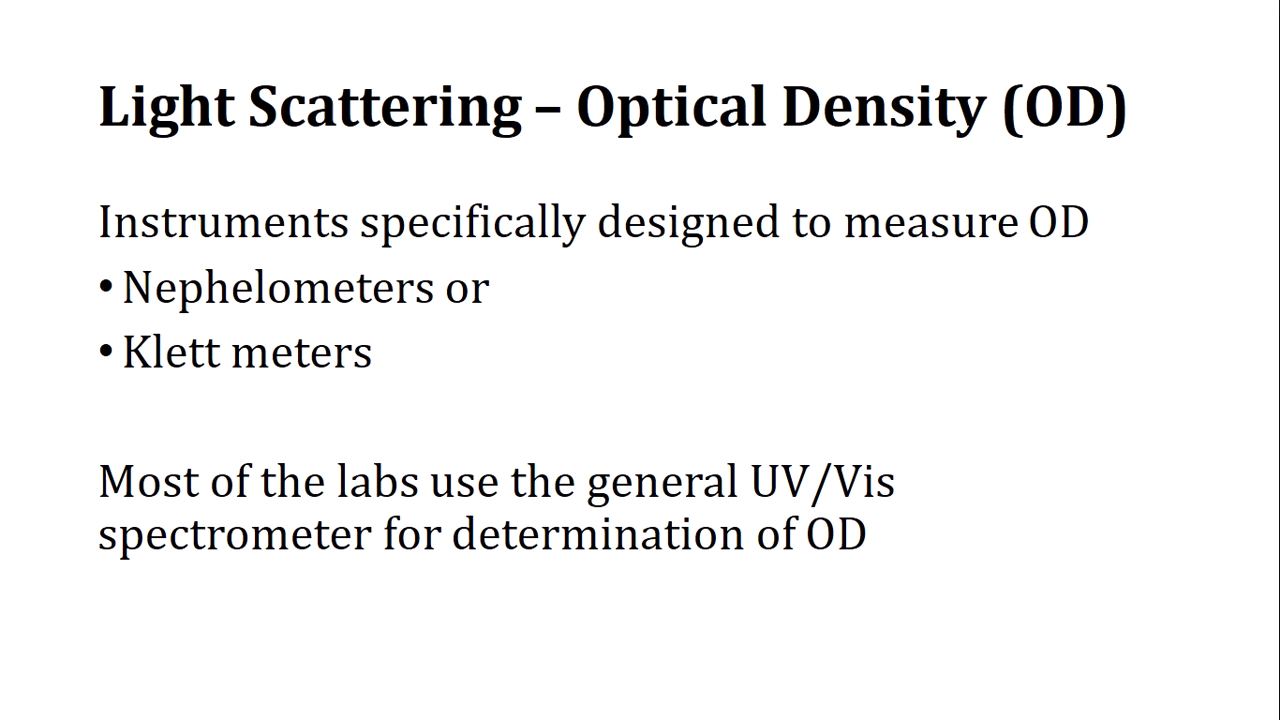 Light Scattering – Optical Density (OD)
Instruments specifically designed to measure OD
• Nephelometers or
• Klett meters
Most of the labs use the general UV/Vis
spectrometer for determination of OD